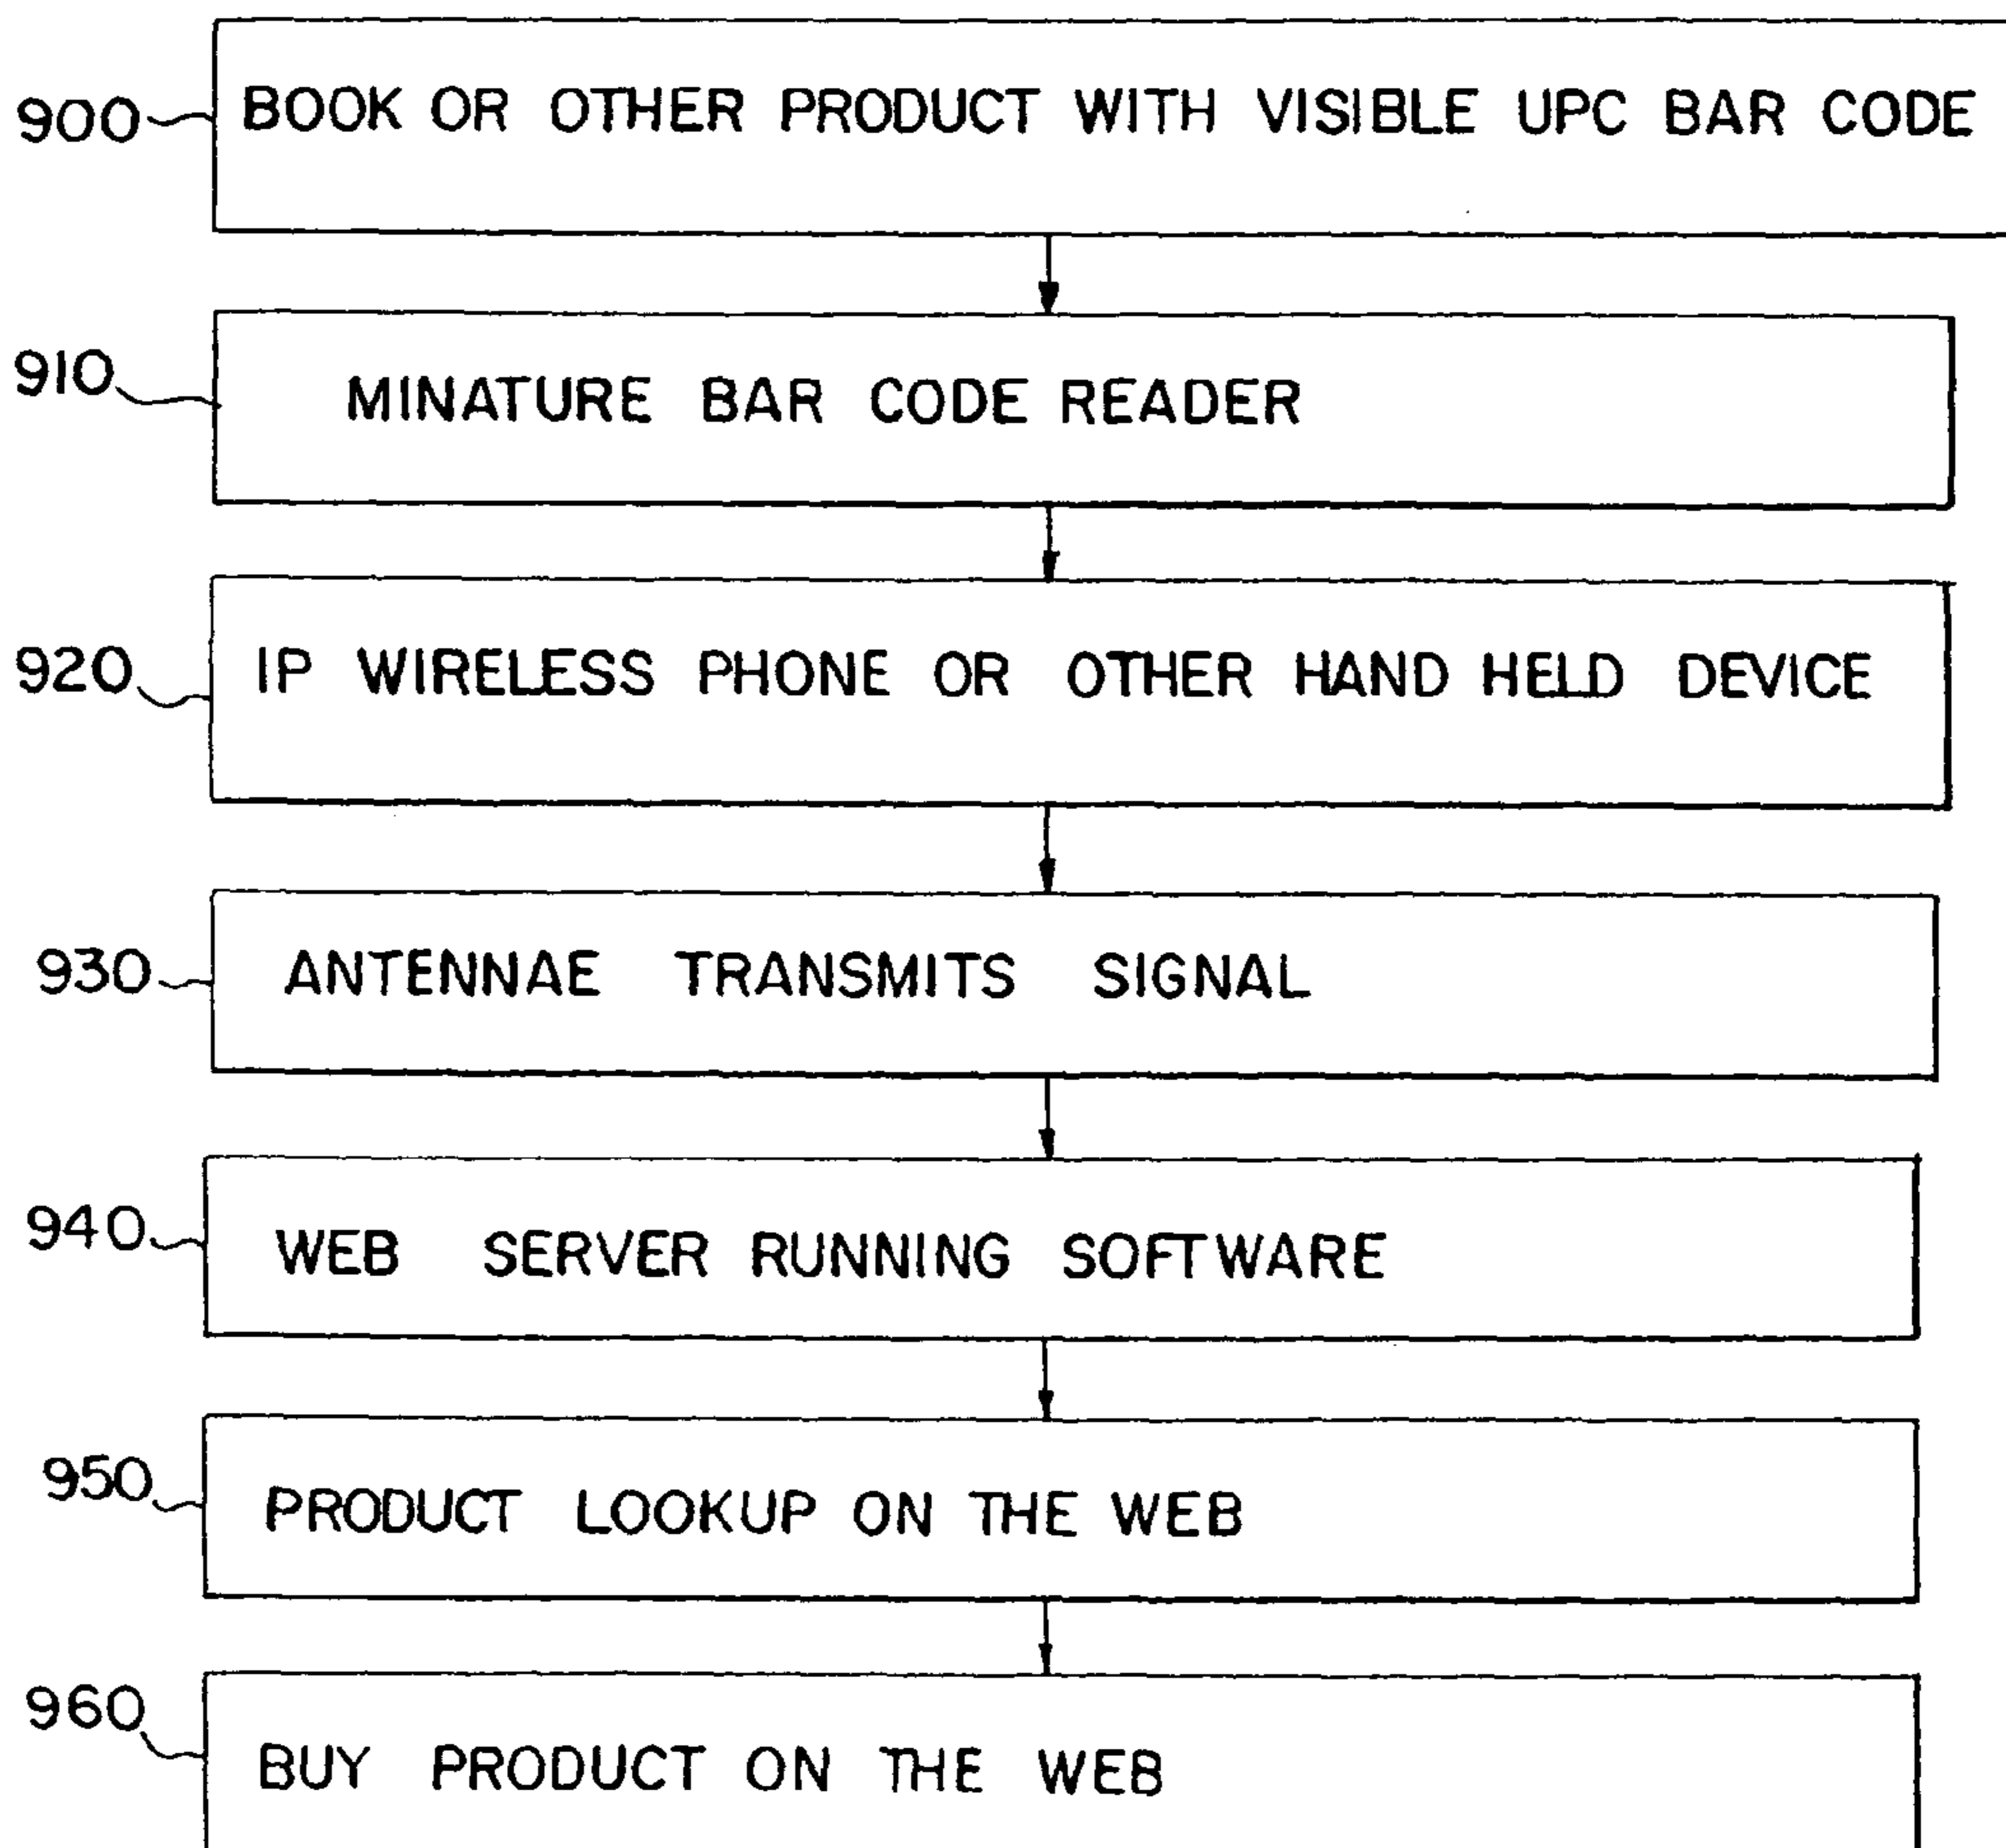 900 BOOK OR OTHER PRODUCT WITH VISIBLE UPC BAR CODE
910 MINATURE BAR CODE READER
920 IP WIRELESS PHONE OR OTHER HAND HELD DEVICE
930 ANTENNAE TRANSMITS SIGNAL
940 WEB SERVER RUNNING SOFTWARE
950 PRODUCT LOOKUP ON THE WEB
960 BUY PRODUCT ON THE WEB